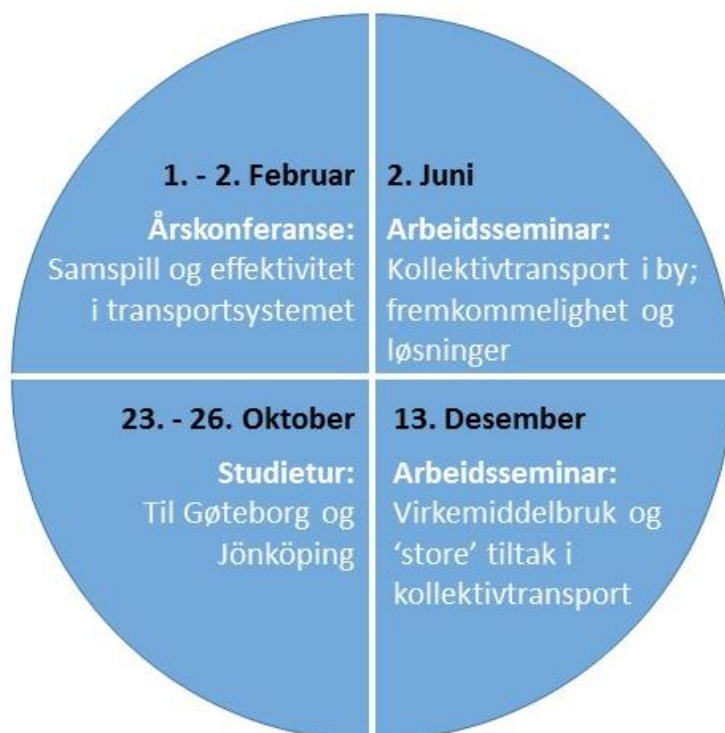 1. - 2. Februar
Årskonferanse:
Samspill og effektivitet
i transportsystemet
2. Juni
Arbeidsseminar:
Kollektivtransport i by;
fremkommelighet og
løsninger
23. - 26. Oktober
Studietur:
Til Gøteborg og
Jönköping
13. Desember
Arbeidsseminar:
Virkemiddelbruk og
‘store’ tiltak i
kollektivtransport